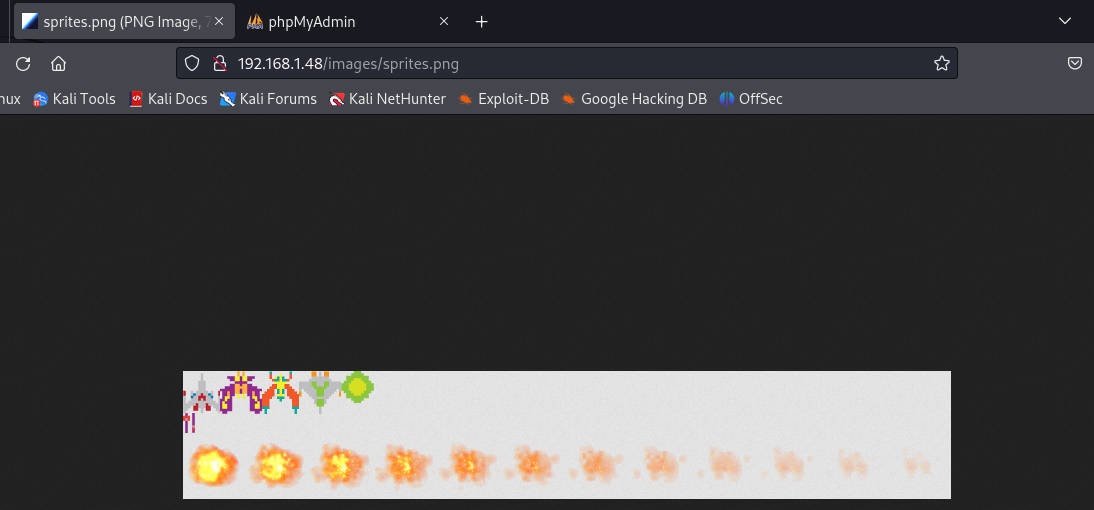 sprites.png (PNG Image, 7
phpMyAdmin
192.168.1.48/images/sprites.png
nux Kali Tools Kali Docs Kali Forums Kali NetHunter Exploit-DB Google Hacking DB OffSec